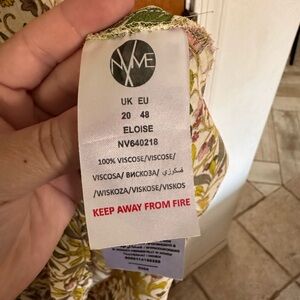 NVME
UK EU
20 48
ELOISE
NV640218
100% VISCOSE/VISCOSE/
VISCOSA/ ВИСКОЗА/ فسكوزي
/WISKOZA/VISKOSE/VISKOS
KEEP AWAY FROM FIRE